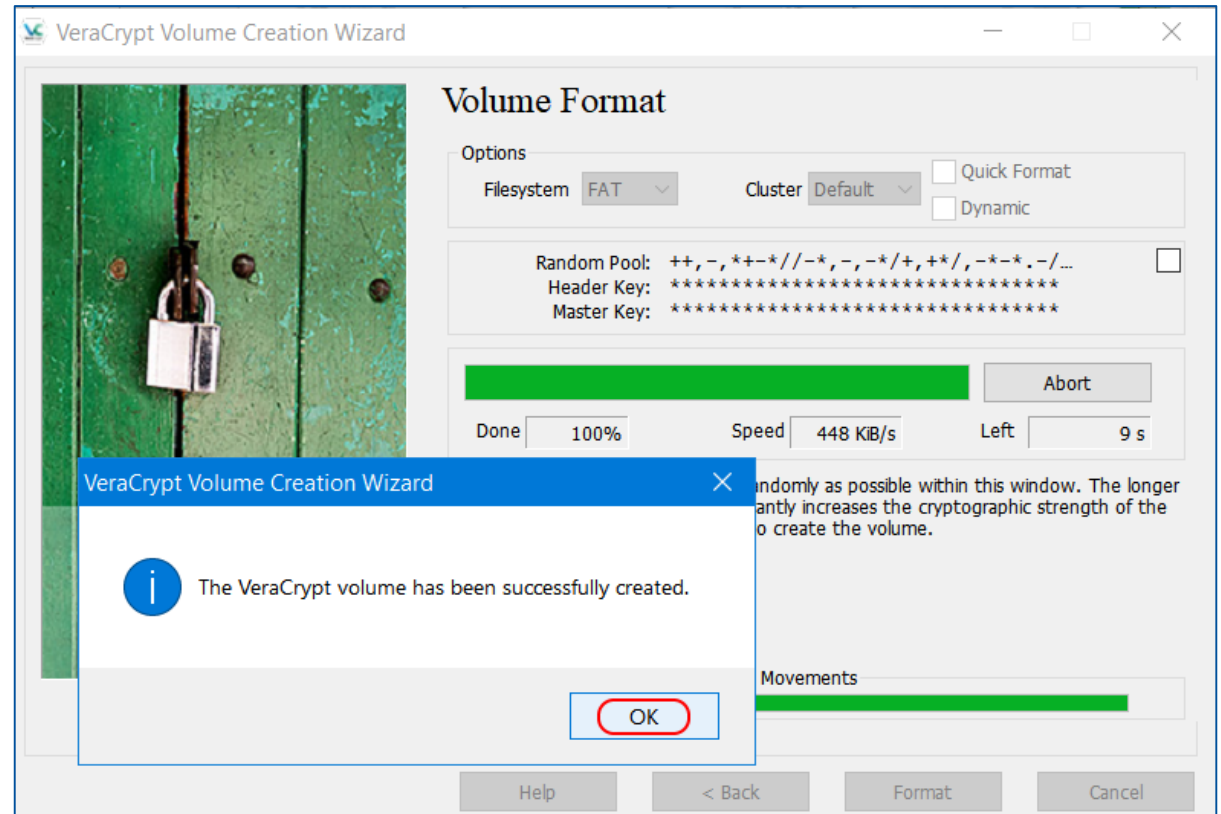 VeraCrypt Volume Creation Wizard
Volume Format
Options
Filesystem FAT Cluster Default Quick Format
Dynamic
Random Pool: ++,-,*+-*//-*,-,-*/+,+*/,-*-*.-/…
Header Key: ********************************
Master Key: ********************************
Abort
Done 100% Speed 448 KiB/s Left 9 s
VeraCrypt Volume Creation Wizard
as possible within this window. The longer
increases the cryptographic strength of the
create the volume.
The VeraCrypt volume has been successfully created.
Movements
OK
Help < Back Format Cancel